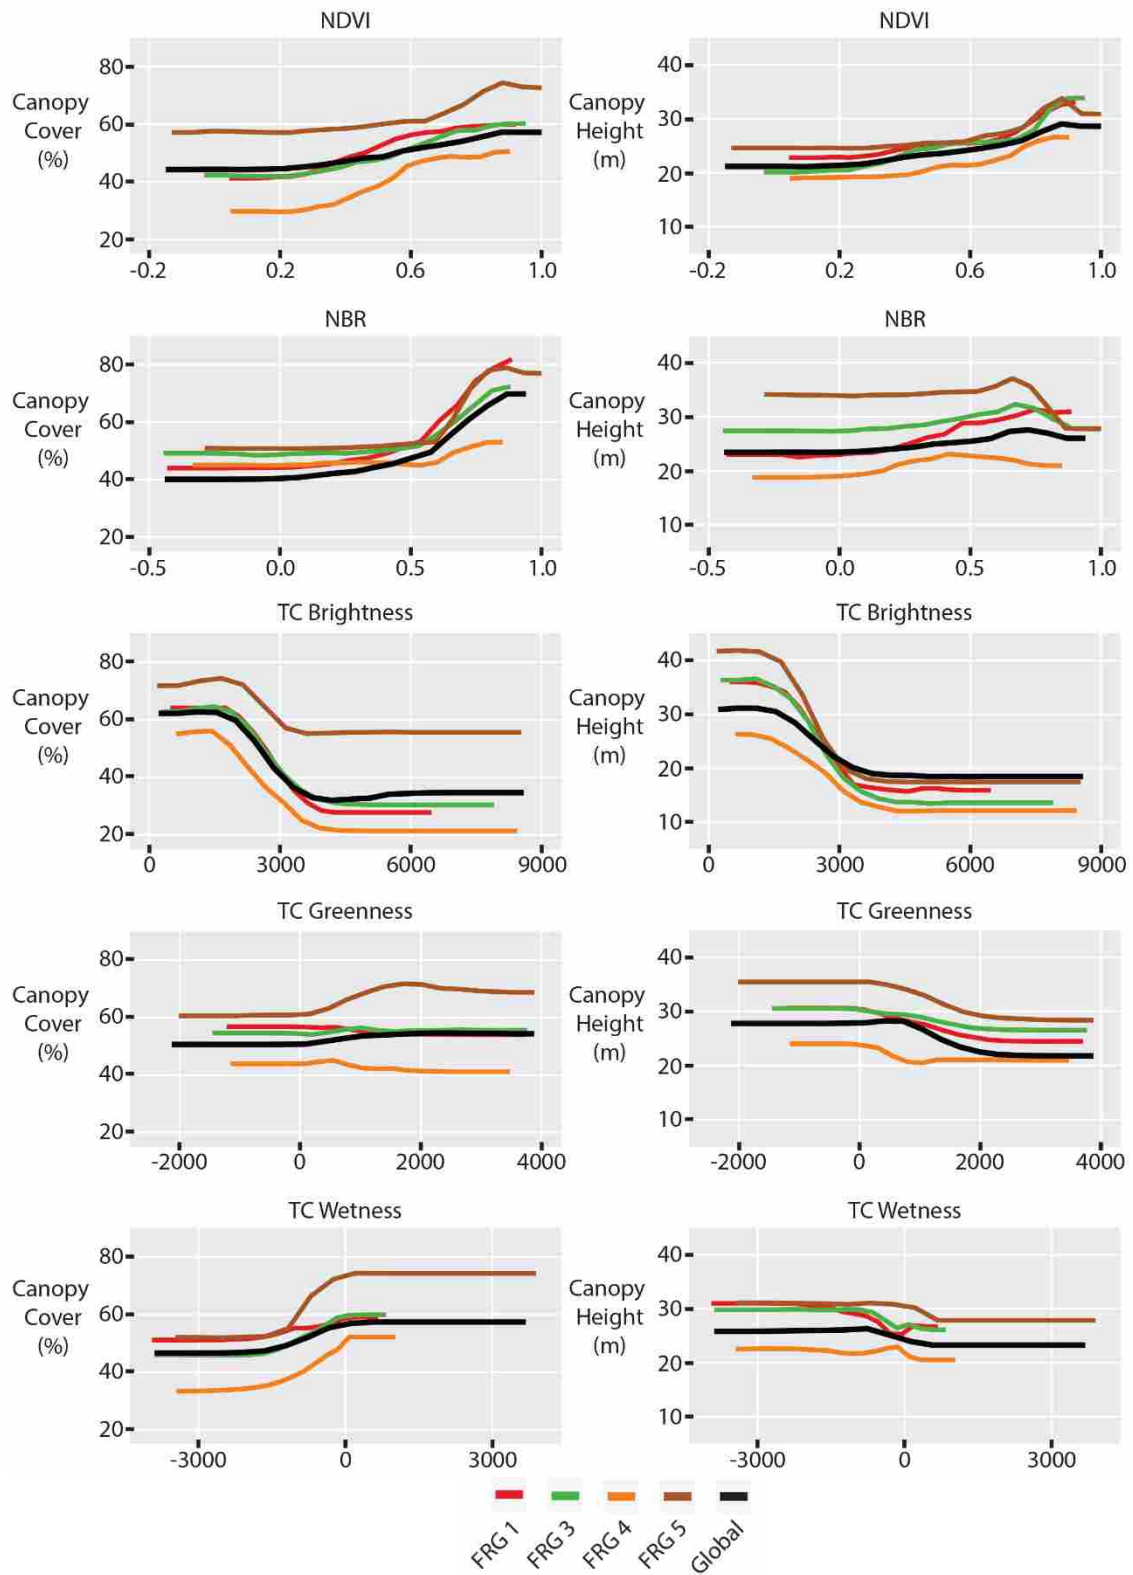 NDVI
NDVI
Canopy
Cover
(%)
80
60
40
20
-0.2 0.2 0.6 1.0
Canopy
Height
(m)
40
30
20
10
-0.2 0.2 0.6 1.0
NBR
NBR
Canopy
Cover
(%)
80
60
40
20
-0.5 0.0 0.5 1.0
Canopy
Height
(m)
40
30
20
10
-0.5 0.0 0.5 1.0
TC Brightness
TC Brightness
Canopy
Cover
(%)
80
60
40
20
0 3000 6000 9000
Canopy
Height
(m)
40
30
20
10
0 3000 6000 9000
TC Greenness
TC Greenness
Canopy
Cover
(%)
80
60
40
20
-2000 0 2000 4000
Canopy
Height
(m)
40
30
20
10
-2000 0 2000 4000
TC Wetness
TC Wetness
Canopy
Cover
(%)
80
60
40
20
-3000 0 3000
Canopy
Height
(m)
40
30
20
10
-3000 0 3000
FRG 1
FRG 3
FRG 4
FRG 5
Global